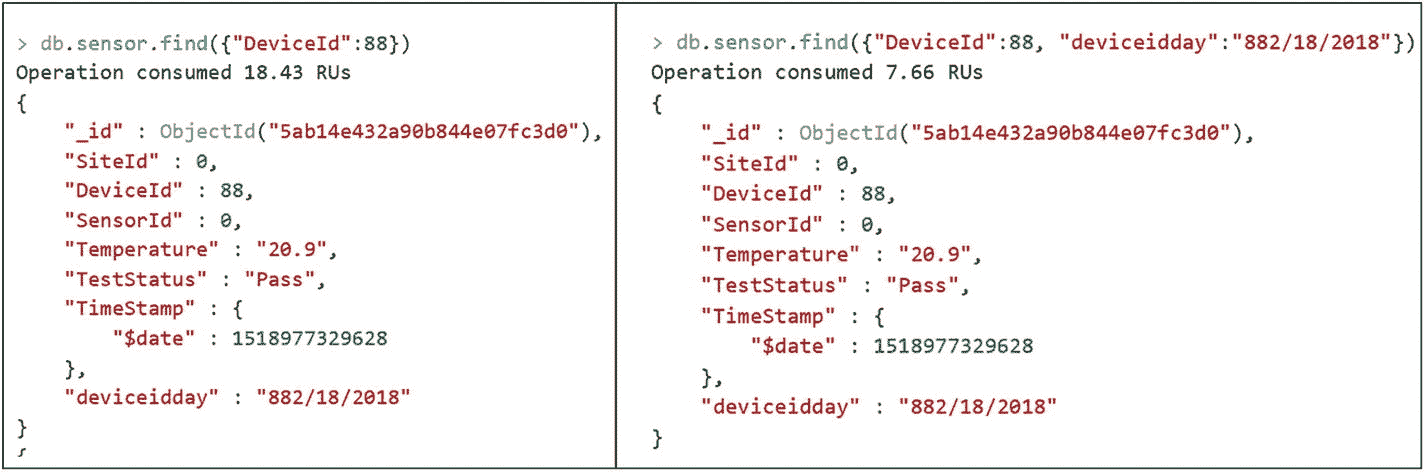 > db.sensor.find({"DeviceId":88})
Operation consumed 18.43 RUs
{
"_id" : ObjectId("5ab14e432a90b844e07fc3d0"),
"SiteId" : 0,
"DeviceId" : 88,
"SensorId" : 0,
"Temperature" : "20.9",
"TestStatus" : "Pass",
"TimeStamp" : {
"$date" : 1518977329628
},
"deviceidday" : "882/18/2018"
}
{
> db.sensor.find({"DeviceId":88, "deviceidday":"882/18/2018"})
Operation consumed 7.66 RUs
{
"_id" : ObjectId("5ab14e432a90b844e07fc3d0"),
"SiteId" : 0,
"DeviceId" : 88,
"SensorId" : 0,
"Temperature" : "20.9",
"TestStatus" : "Pass",
"TimeStamp" : {
"$date" : 1518977329628
},
"deviceidday" : "882/18/2018"
}